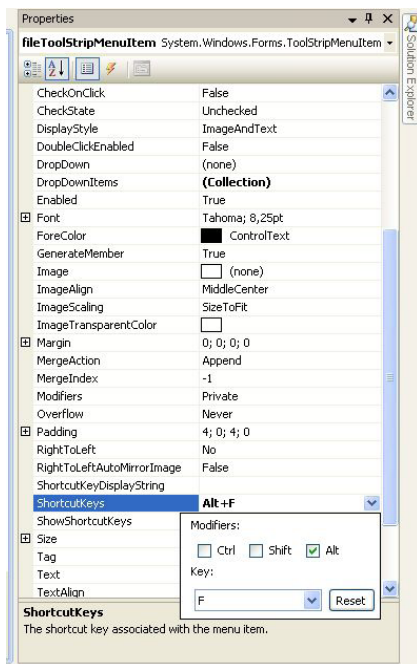 Properties
fileToolStripMenuItem System.Windows.Forms.ToolStripMenuItem
Solution Explorer
CheckOnClick False
CheckState Unchecked
DisplayStyle ImageAndText
DoubleClickEnabled False
DropDown (none)
DropDownItems (Collection)
Enabled True
Font Tahoma; 8,25pt
ForeColor ControlText
GenerateMember True
Image (none)
ImageAlign MiddleCenter
ImageScaling SizeToFit
ImageTransparentColor
Margin 0; 0; 0; 0
MergeAction Append
MergeIndex -1
Modifiers Private
Overflow Never
Padding 4; 0; 4; 0
RightToLeft No
RightToLeftAutoMirrorImage False
ShortcutKeyDisplayString
ShortcutKeys Alt+F
ShowShortcutKeys
Size
Tag
Text
TextAlign
Modifiers:
Ctrl Shift Alt
Key:
F Reset
ShortcutKeys
The shortcut key associated with the menu item.